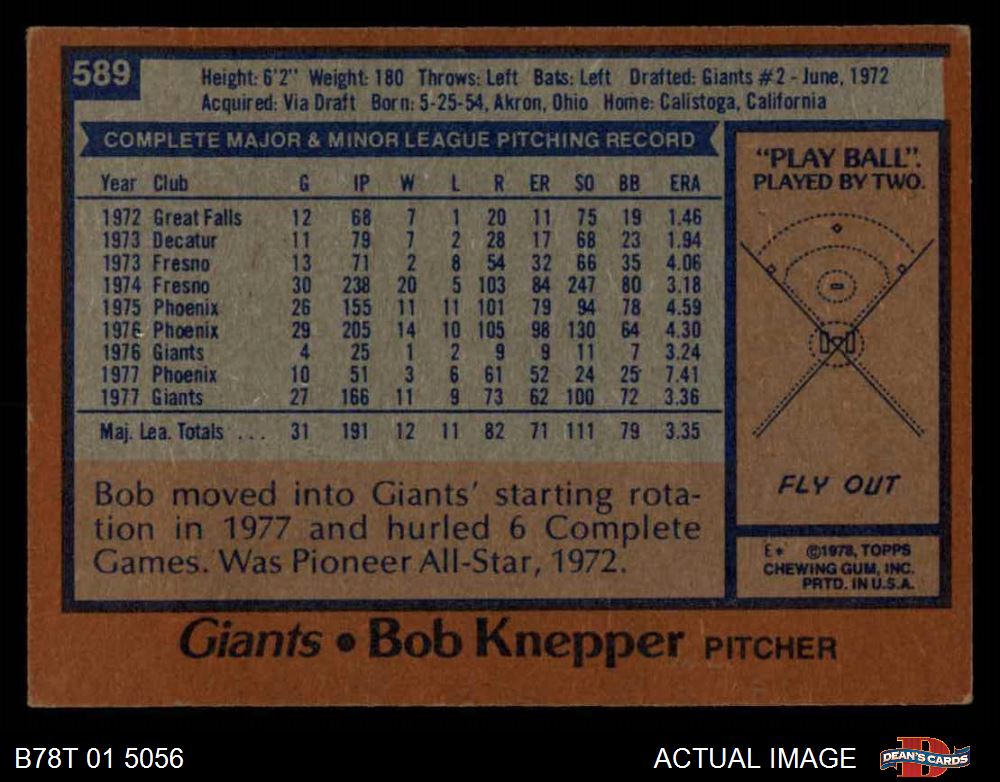 589
Height: 6'2" Weight: 180 Throws: Left Bats: Left Drafted: Giants #2 - June, 1972
Acquired: Via Draft Born: 5-25-54, Akron, Ohio Home: Calistoga, California
COMPLETE MAJOR & MINOR LEAGUE PITCHING RECORD
Year Club G IP W L R ER SO BB ERA
1972 Great Falls 12 68 7 1 20 11 75 19 1.46
1973 Decatur 11 79 7 2 28 17 68 23 1.94
1973 Fresno 13 71 2 8 54 32 66 35 4.06
1974 Fresno 30 238 20 5 103 84 247 80 3.18
1975 Phoenix 26 155 11 11 101 79 94 78 4.59
1976 Phoenix 29 205 14 10 105 98 130 64 4.30
1976 Giants 4 25 1 2 9 9 11 7 3.24
1977 Phoenix 10 51 3 6 61 52 24 25 7.41
1977 Giants 27 166 11 9 73 62 100 72 3.36
Maj. Lea. Totals ... 31 191 12 11 82 71 111 79 3.35
Bob moved into Giants' starting rota-
tion in 1977 and hurled 6 Complete
Games. Was Pioneer All-Star, 1972.
"PLAY BALL".
PLAYED BY TWO.
FLY OUT
E* ©1978, TOPPS
CHEWING GUM, INC.
PRTD. IN U.S.A.
Giants • Bob Knepper PITCHER
B78T 01 5056
ACTUAL IMAGE
D
DEAN'S CARDS